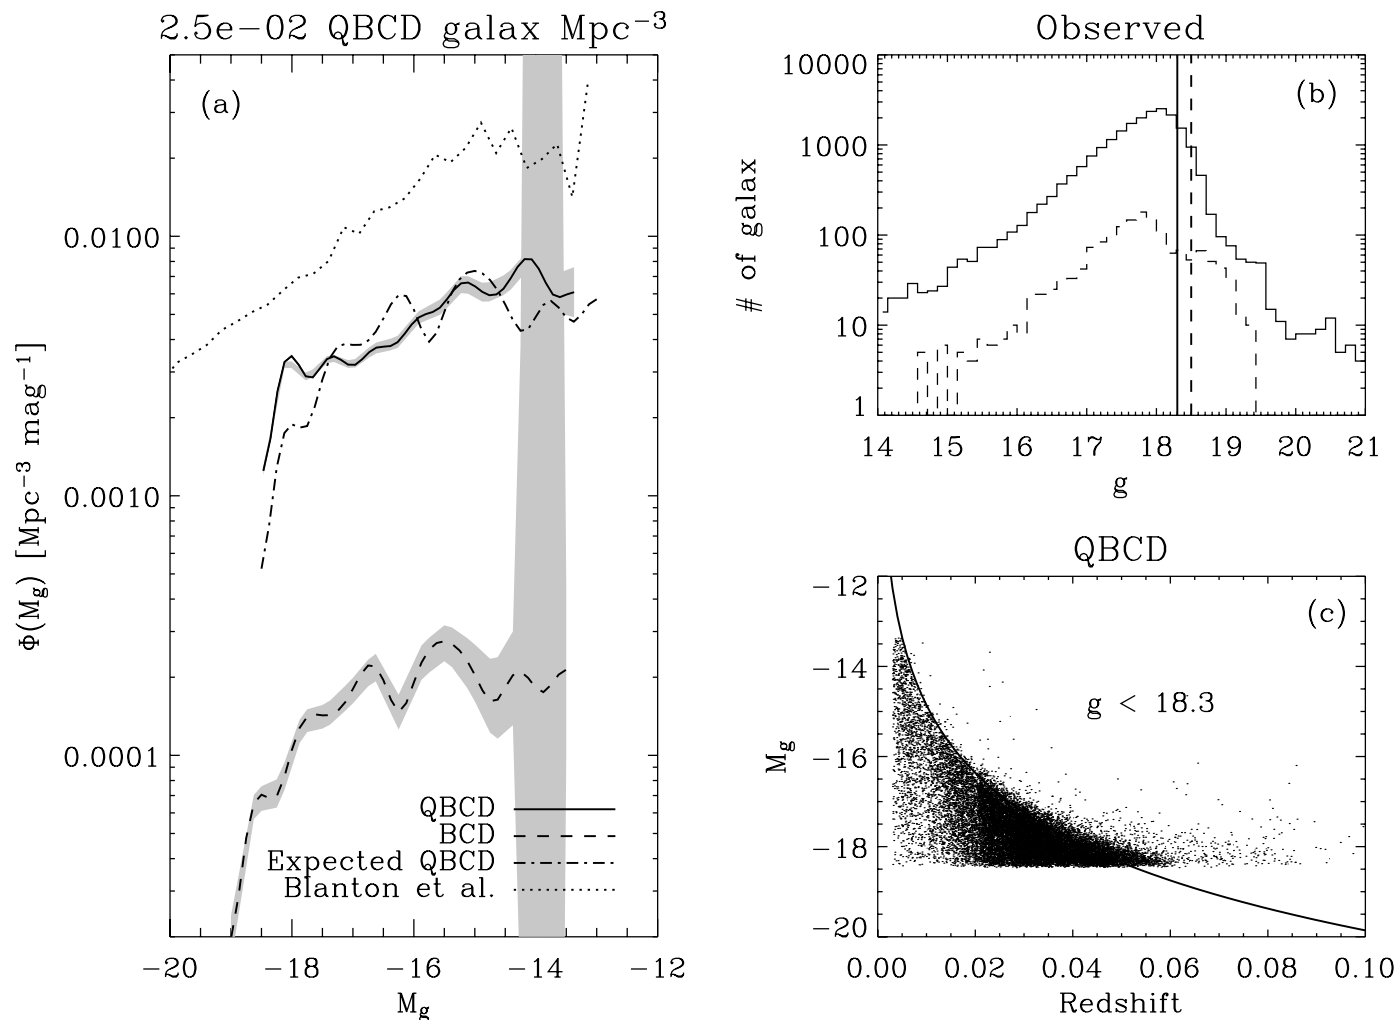 2.5e−02 QBCD galax Mpc−3
(a)
0.0100
0.0010
0.0001
Φ(Mg) [Mpc−3 mag−1]
QBCD
BCD
Expected QBCD
Blanton et al.
−20 −18 −16 −14 −12
Mg
Observed
(b)
10000
1000
100
10
1
# of galax
14 15 16 17 18 19 20 21
g
QBCD
(c)
−12
−14
−16
−18
−20
g < 18.3
Mg
0.00 0.02 0.04 0.06 0.08 0.10
Redshift